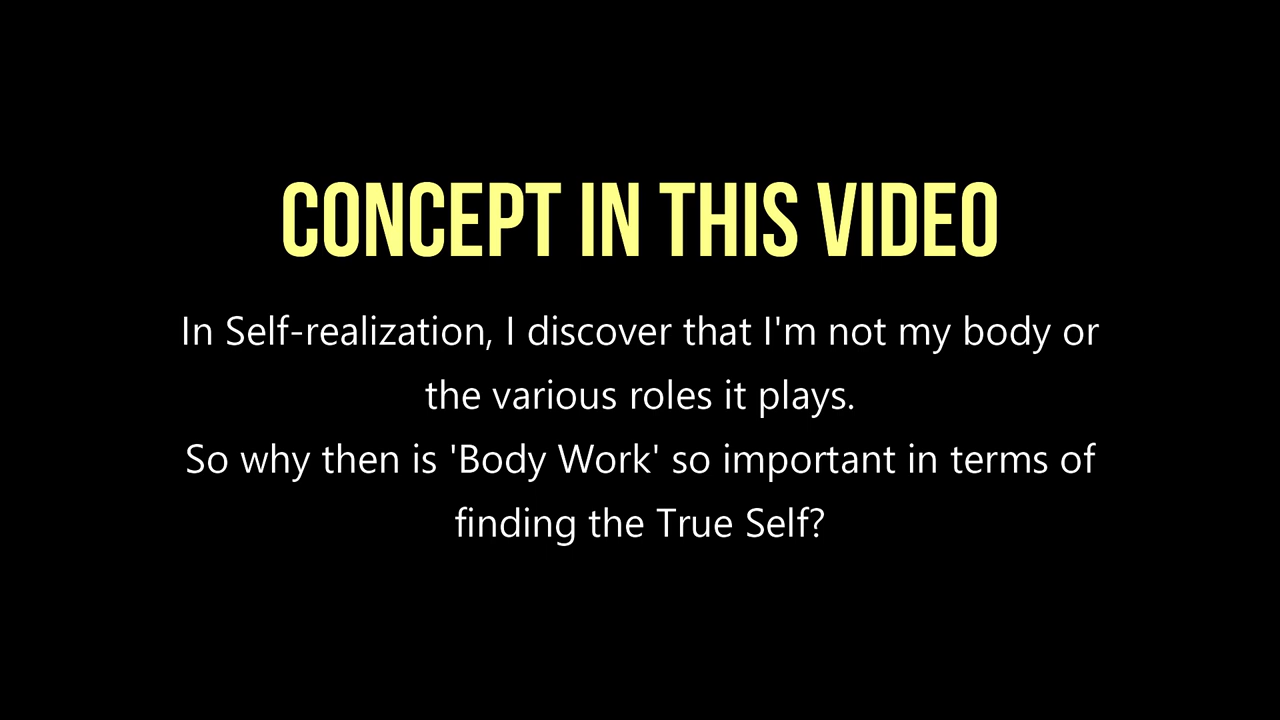 CONCEPT IN THIS VIDEO
In Self-realization, I discover that I'm not my body or
the various roles it plays.
So why then is 'Body Work' so important in terms of
finding the True Self?